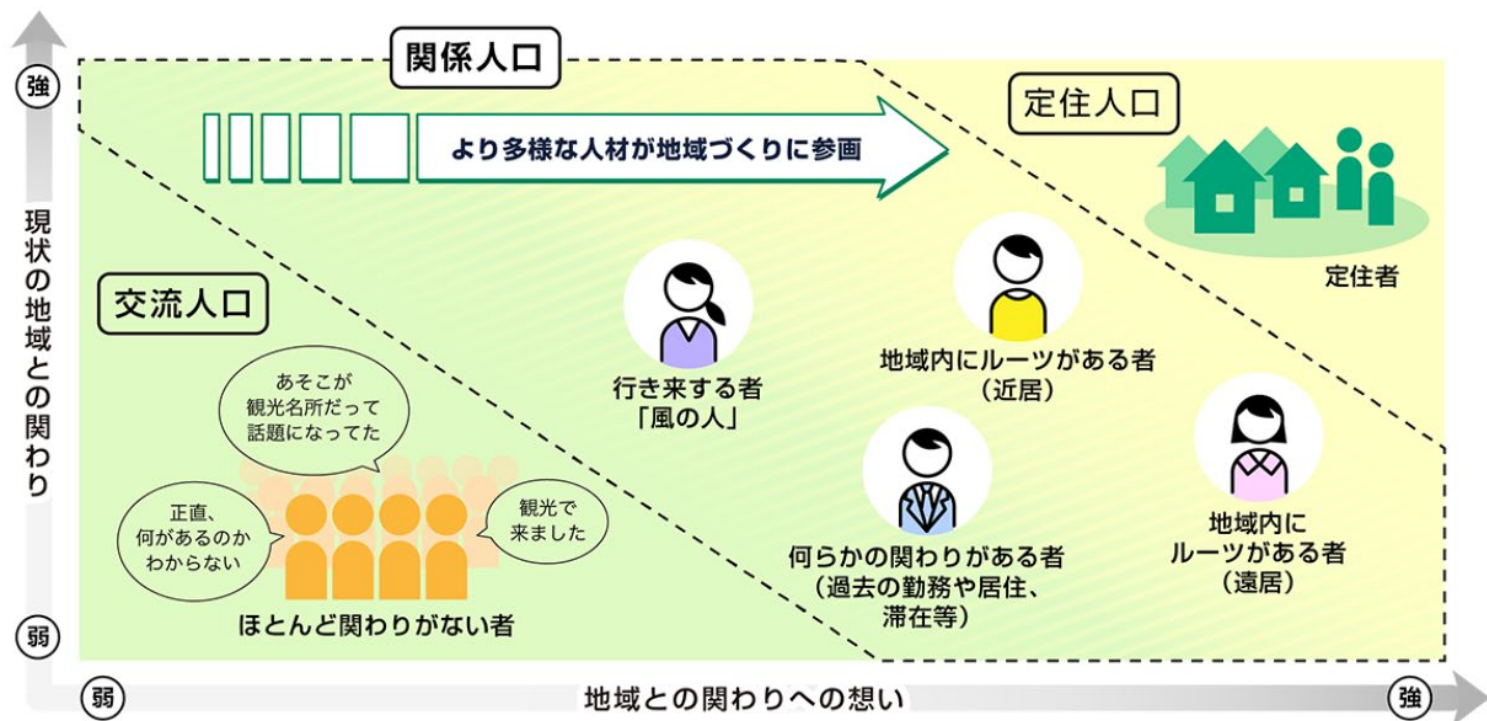 強
関係人口
定住人口
より多様な人材が地域づくりに参画
定住者
現状の地域との関わり
交流人口
行き来する者
「風の人」
地域内にルーツがある者
（近居）
あそこが
観光名所だって
話題になってた
正直、
何があるのか
わからない
観光で
来ました
ほとんど関わりがない者
何らかの関わりがある者
（過去の勤務や居住、
滞在等）
地域内に
ルーツがある者
（遠居）
弱
弱
地域との関わりへの想い
強